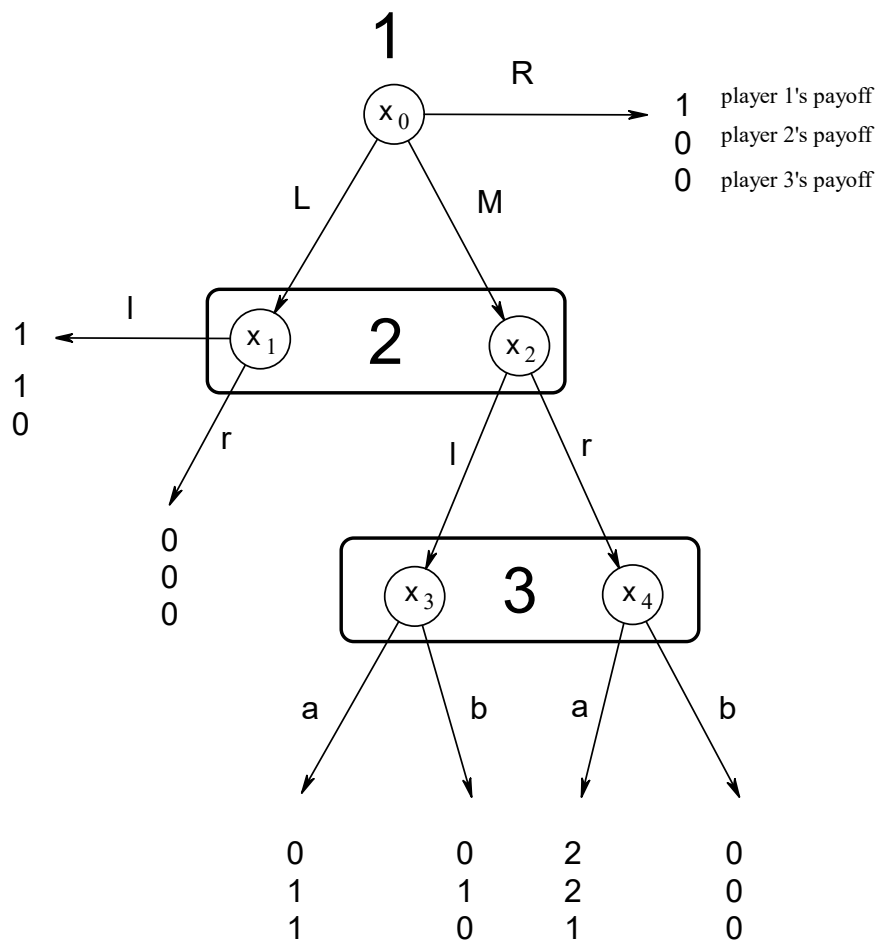 1
R
x0
1 player 1's payoff
0 player 2's payoff
0 player 3's payoff
L
M
l
1
1
0
x1
2
x2
r
l
r
0
0
0
x3
3
x4
a
b
a
b
0 0 2 0
1 1 2 0
1 0 1 0